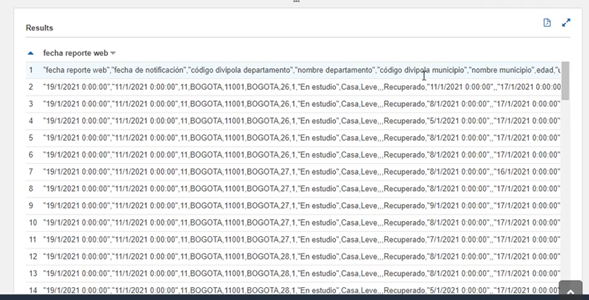 Results
fecha reporte web
1 "fecha reporte web","fecha de notificación","código divipola departamento","nombre departamento","código divipola municipio","nombre municipio",edad,"u
2 "19/1/2021 0:00:00","11/1/2021 0:00:00",11,BOGOTA,11001,BOGOTA,26,1,"En estudio",Casa,Leve,,,Recuperado,"11/1/2021 0:00:00",,"17/1/2021 0:00:00
3 "19/1/2021 0:00:00","11/1/2021 0:00:00",11,BOGOTA,11001,BOGOTA,26,1,"En estudio",Casa,Leve,,,Recuperado,"8/1/2021 0:00:00",,"17/1/2021 0:00:00"
4 "19/1/2021 0:00:00","11/1/2021 0:00:00",11,BOGOTA,11001,BOGOTA,26,1,"En estudio",Casa,Leve,,,Recuperado,"5/1/2021 0:00:00",,"17/1/2021 0:00:00"
5 "19/1/2021 0:00:00","11/1/2021 0:00:00",11,BOGOTA,11001,BOGOTA,26,1,"En estudio",Casa,Leve,,,Recuperado,"8/1/2021 0:00:00",,"17/1/2021 0:00:00"
6 "19/1/2021 0:00:00","11/1/2021 0:00:00",11,BOGOTA,11001,BOGOTA,26,1,"En estudio",Casa,Leve,,,Recuperado,"8/1/2021 0:00:00",,"17/1/2021 0:00:00"
7 "19/1/2021 0:00:00","11/1/2021 0:00:00",11,BOGOTA,11001,BOGOTA,27,1,"En estudio",Casa,Leve,,,Recuperado,"8/1/2021 0:00:00",,"16/1/2021 0:00:00"
8 "19/1/2021 0:00:00","11/1/2021 0:00:00",11,BOGOTA,11001,BOGOTA,27,1,"En estudio",Casa,Leve,,,Recuperado,"8/1/2021 0:00:00",,"17/1/2021 0:00:00"
9 "19/1/2021 0:00:00","11/1/2021 0:00:00",11,BOGOTA,11001,BOGOTA,27,1,"En estudio",Casa,Leve,,,Recuperado,"9/1/2021 0:00:00",,"17/1/2021 0:00:00"
10 "19/1/2021 0:00:00","11/1/2021 0:00:00",11,BOGOTA,11001,BOGOTA,27,1,"En estudio",Casa,Leve,,,Recuperado,"8/1/2021 0:00:00",,"17/1/2021 0:00:00"
11 "19/1/2021 0:00:00","11/1/2021 0:00:00",11,BOGOTA,11001,BOGOTA,27,1,"En estudio",Casa,Leve,,,Recuperado,"7/1/2021 0:00:00",,"17/1/2021 0:00:00"
12 "19/1/2021 0:00:00","11/1/2021 0:00:00",11,BOGOTA,11001,BOGOTA,28,1,"En estudio",Casa,Leve,,,Recuperado,"8/1/2021 0:00:00",,"17/1/2021 0:00:00"
13 "19/1/2021 0:00:00","11/1/2021 0:00:00",11,BOGOTA,11001,BOGOTA,28,1,"En estudio",Casa,Leve,,,Recuperado,"8/1/2021 0:00:00",,"17/1/2021 0:00:00"
14 "19/1/2021 0:00:00","11/1/2021 0:00:00",11,BOGOTA,11001,BOGOTA,28,1,"En estudio",Casa,Leve,,,Recuperado,"5/1/2021 0:00:00",,"17/1/2021 0:00:00"